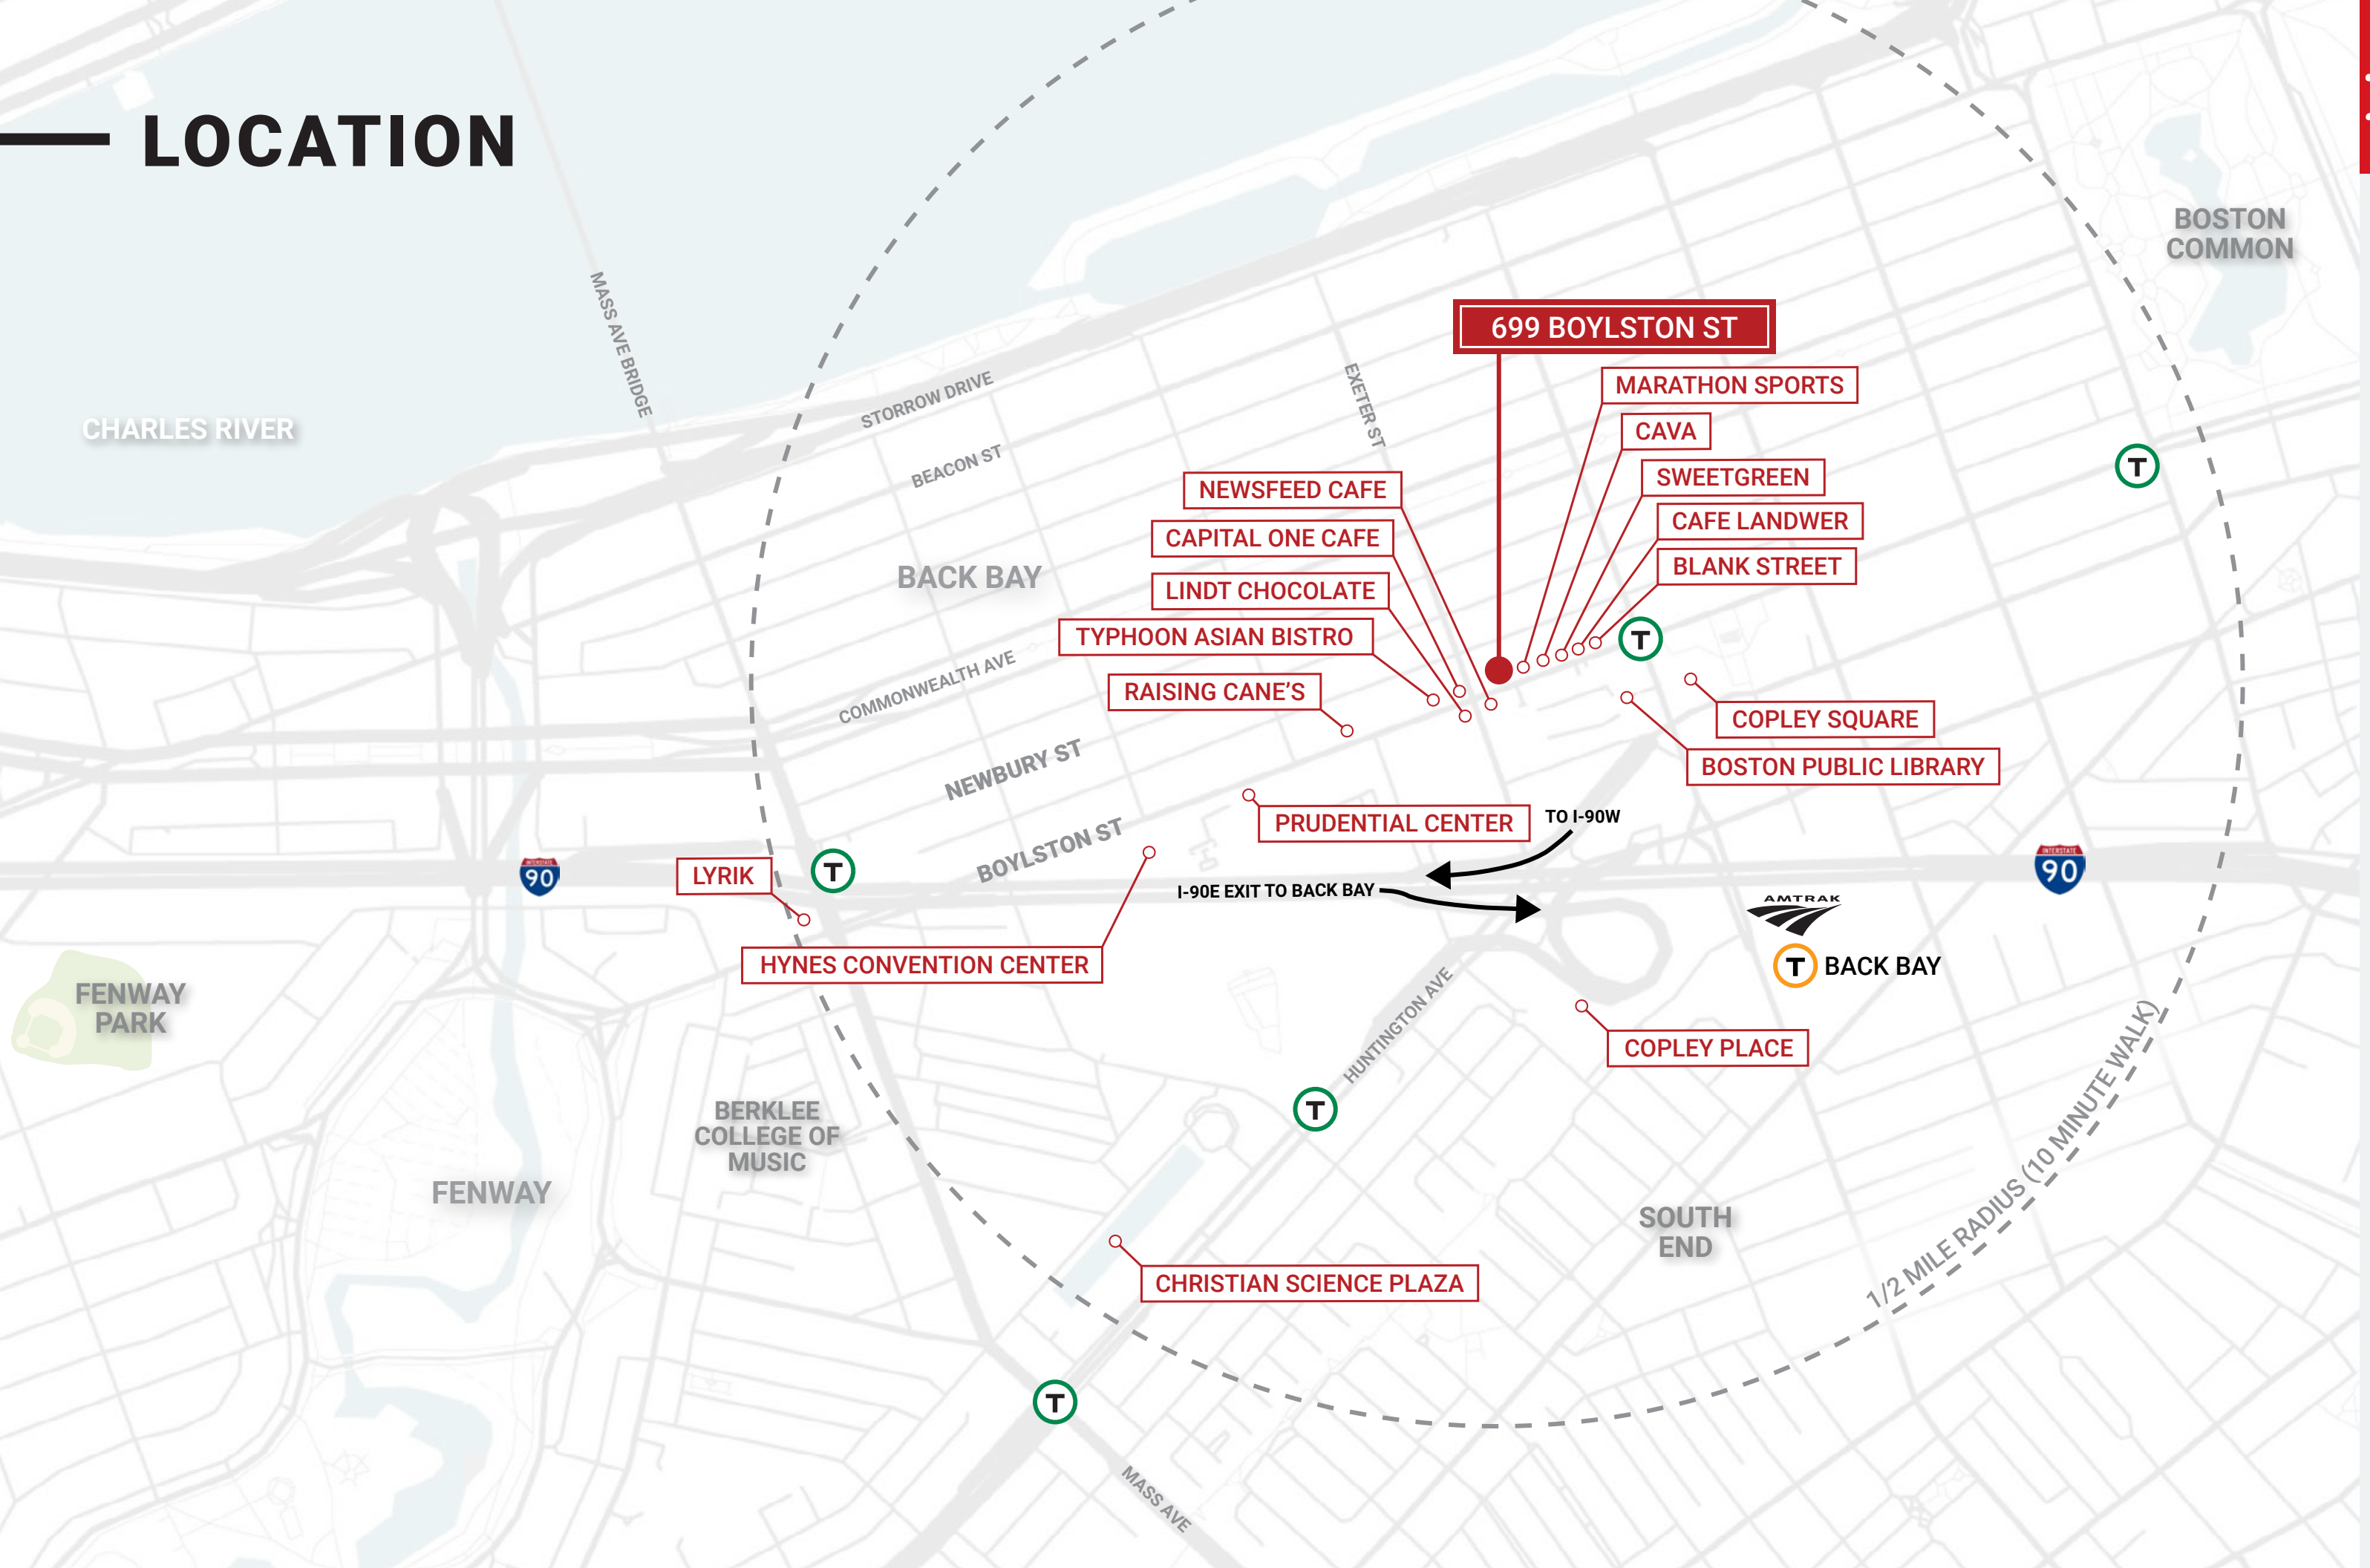 LOCATION
BOSTON
COMMON
MASS AVE BRIDGE
699 BOYLSTON ST
CHARLES RIVER
STORROW DRIVE
EXETER ST
MARATHON SPORTS
CAVA
BEACON ST
SWEETGREEN
T
NEWSFEED CAFE
CAFE LANDWER
CAPITAL ONE CAFE
BLANK STREET
BACK BAY
LINDT CHOCOLATE
TYPHOON ASIAN BISTRO
T
COMMONWEALTH AVE
RAISING CANE'S
COPLEY SQUARE
NEWBURY ST
BOSTON PUBLIC LIBRARY
PRUDENTIAL CENTER
TO I-90W
BOYLSTON ST
LYRIK
T
INTERSTATE
90
I-90E EXIT TO BACK BAY
INTERSTATE
90
AMTRAK
HYNES CONVENTION CENTER
T BACK BAY
FENWAY
PARK
HUNTINGTON AVE
COPLEY PLACE
T
BERKLEE
COLLEGE OF
MUSIC
FENWAY
SOUTH
END
1/2 MILE RADIUS (10 MINUTE WALK)
CHRISTIAN SCIENCE PLAZA
T
MASS AVE